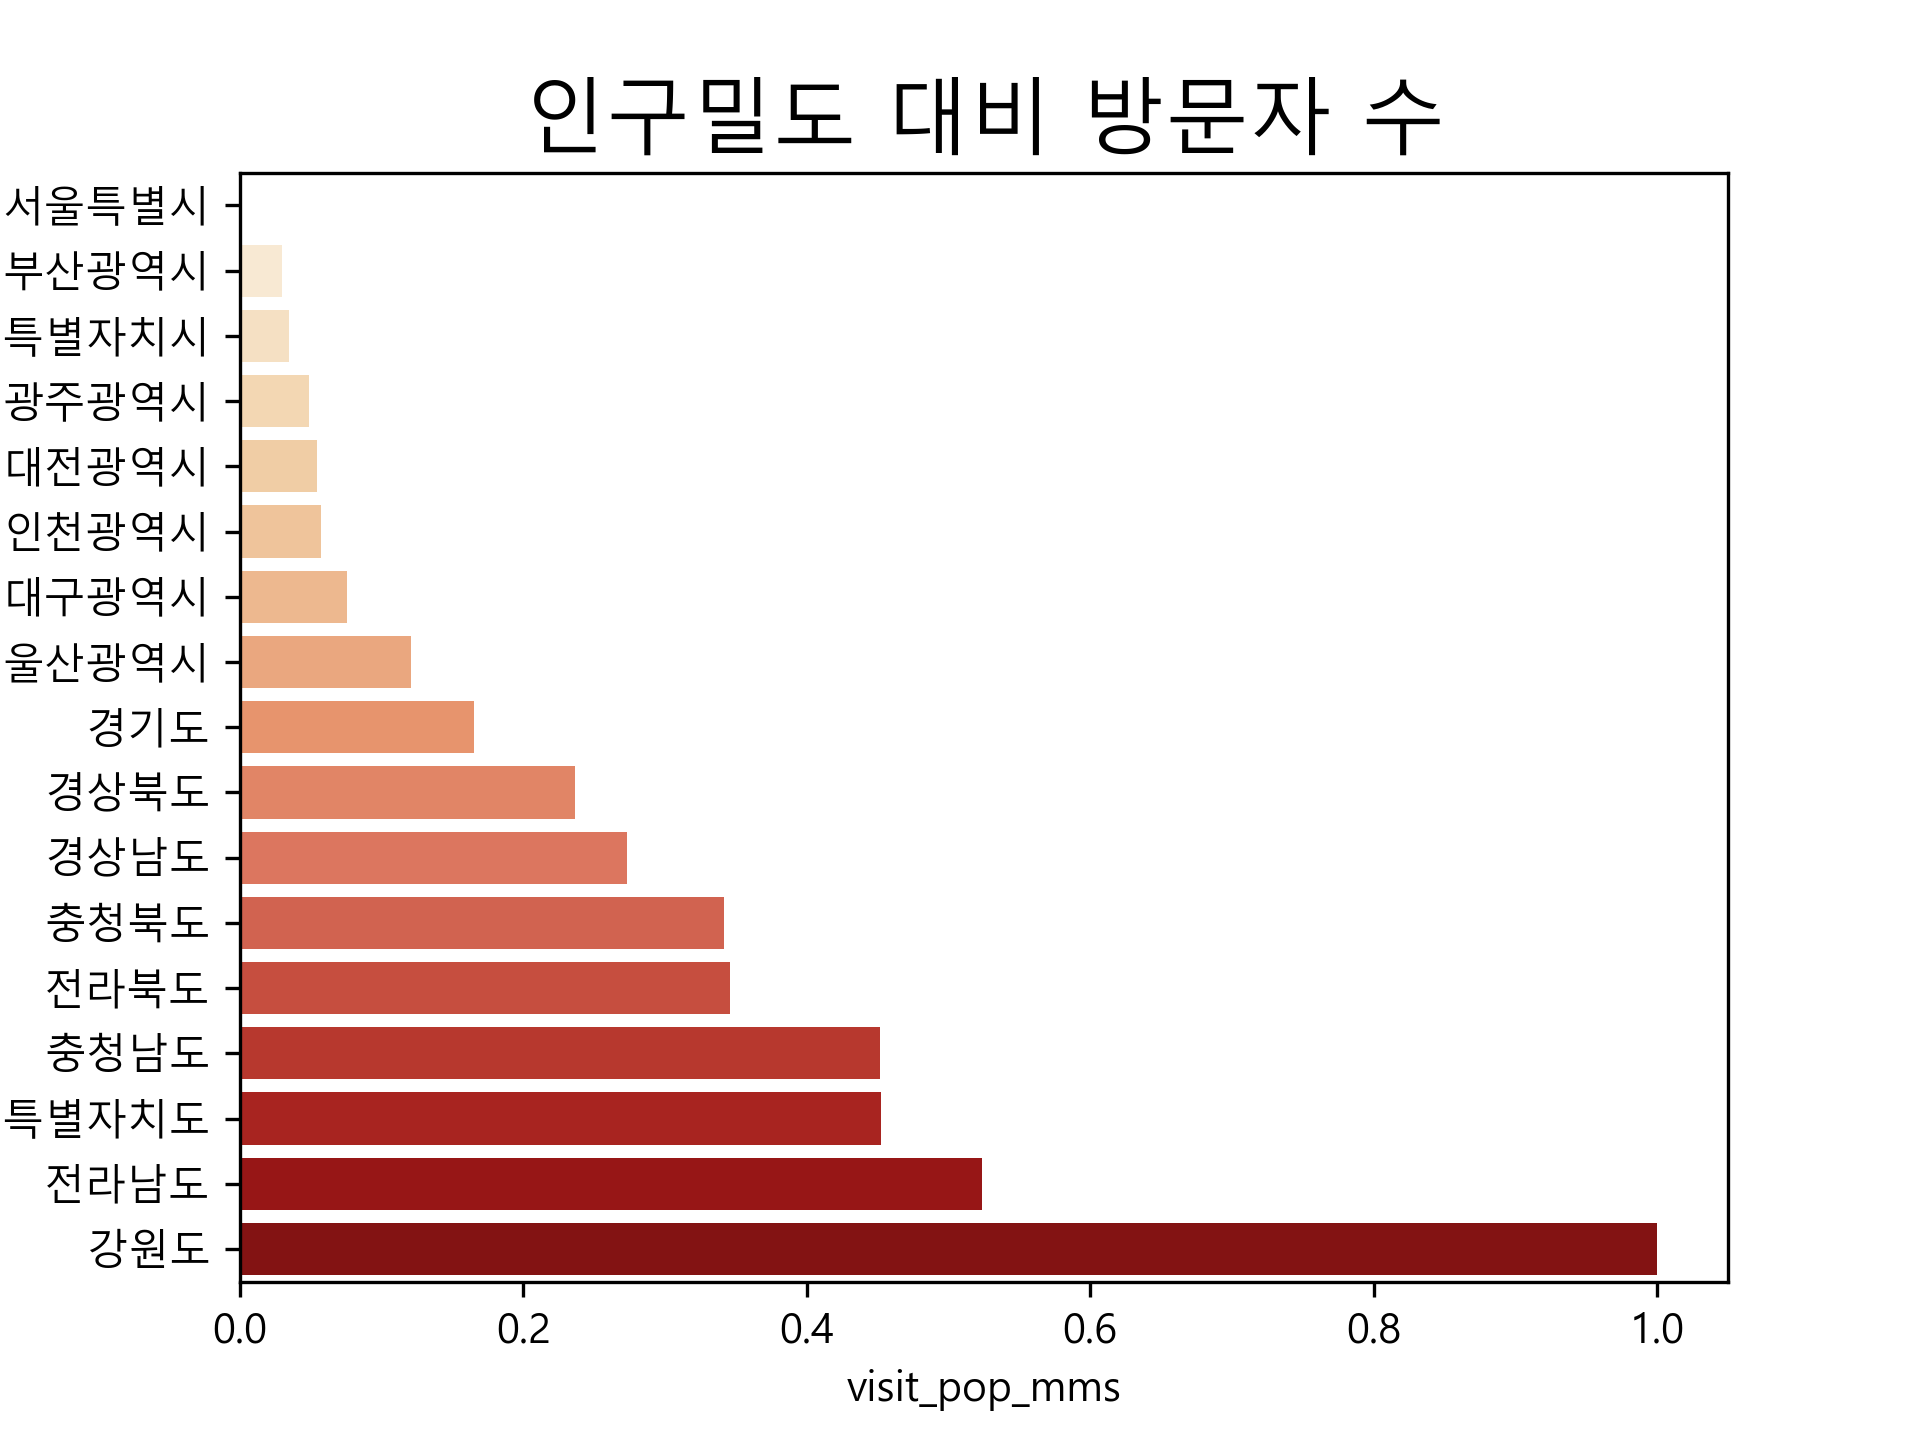 인구밀도 대비 방문자 수
서울특별시
부산광역시
특별자치시
광주광역시
대전광역시
인천광역시
대구광역시
울산광역시
경기도
경상북도
경상남도
충청북도
전라북도
충청남도
특별자치도
전라남도
강원도
0.0 0.2 0.4 0.6 0.8 1.0
visit_pop_mms